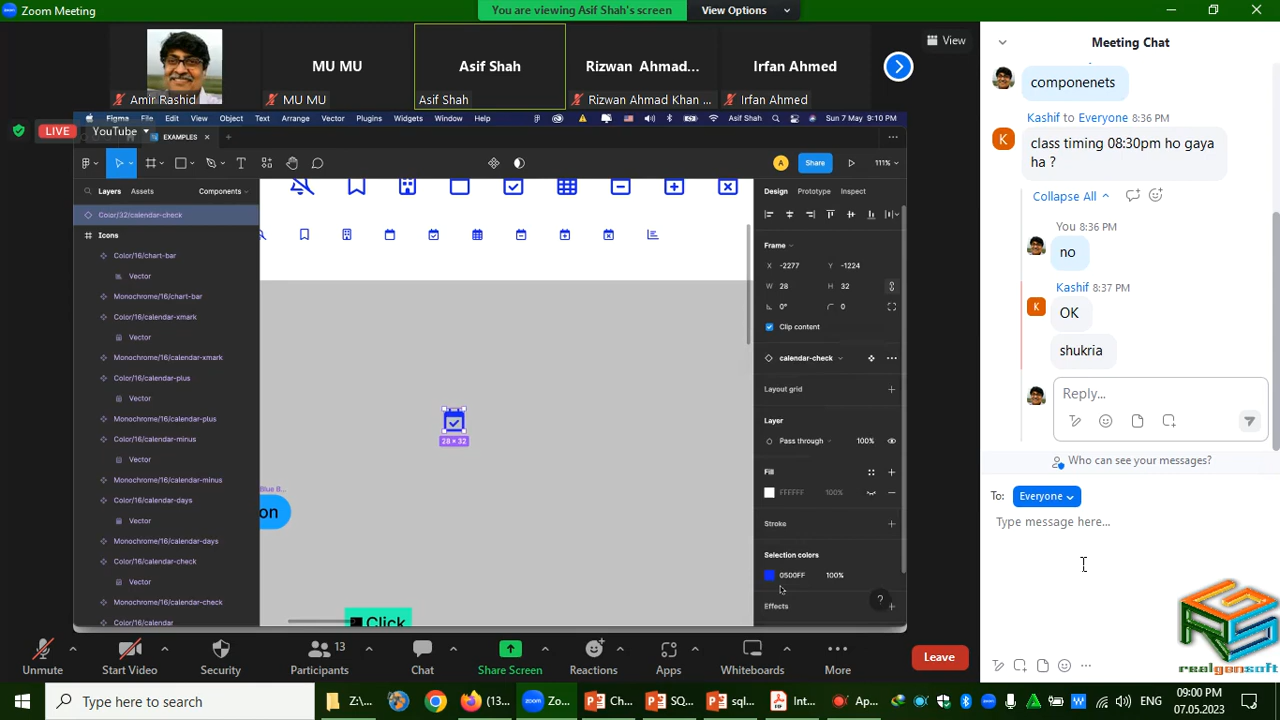 Zoom Meeting
You are viewing Asif Shah's screen
View Options
Amir Rashid
MU MU
MU MU
Asif Shah
Asif Shah
Rizwan Ahmad...
Rizwan Ahmad Khan ...
Irfan Ahmed
Irfan Ahmed
View
LIVE
YouTube
Figma File Edit View Object Text Arrange Vector Plugins Widgets Window Help
Asif Shah
Sun 7 May 9:10 PM
EXAMPLES
A
Share
111%
Layers
Assets
Components
Design
Prototype
Inspect
Color/32/calendar-check
Icons
Color/16/chart-bar
Vector
Monochrome/16/chart-bar
Color/16/calendar-xmark
Vector
Monochrome/16/calendar-xmark
Color/16/calendar-plus
Vector
Monochrome/16/calendar-plus
Color/16/calendar-minus
Vector
Monochrome/16/calendar-minus
Color/16/calendar-days
Vector
Monochrome/16/calendar-days
Color/16/calendar-check
Vector
Monochrome/16/calendar-check
Color/16/calendar
28 × 32
Blue B...
on
Click
Frame
X -2277
Y -1224
W 28
H 32
0°
0
Clip content
calendar-check
Layout grid
Layer
Pass through
100%
Fill
FFFFFF
100%
Stroke
Selection colors
0500FF
100%
Effects
?
Unmute
Start Video
Security
13
Participants
Chat
Share Screen
Reactions
Apps
Whiteboards
More
Leave
Meeting Chat
componenets
Kashif to Everyone 8:36 PM
K
class timing 08:30pm ho gaya
ha ?
Collapse All
You 8:36 PM
no
Kashif 8:37 PM
K
OK
shukria
Reply...
Who can see your messages?
To:
Everyone
Type message here...
realgensoft
Type here to search
Z:\
(13
Zo...
Ch...
SQ...
sql...
Int...
Ap...
ENG
09:00 PM
07.05.2023